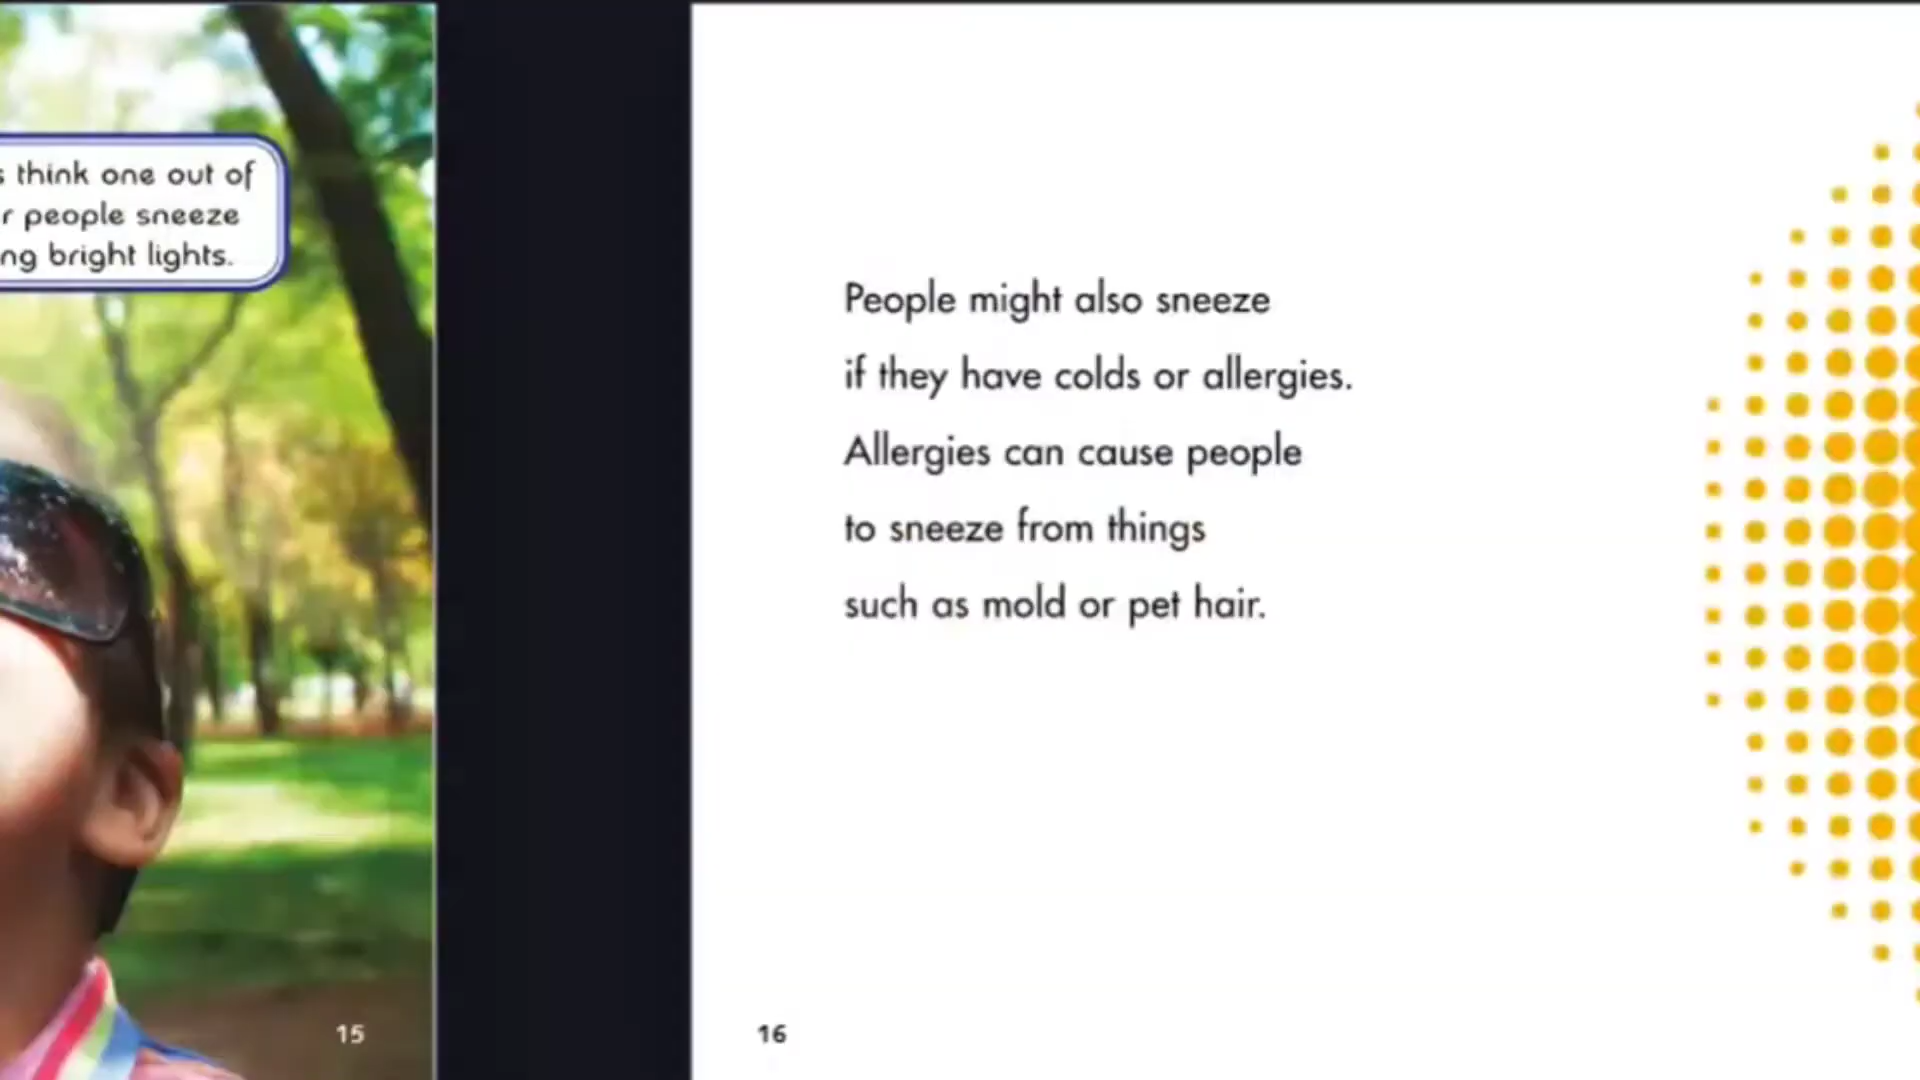 think one out of
people sneeze
bright lights.
15
People might also sneeze
if they have colds or allergies.
Allergies can cause people
to sneeze from things
such as mold or pet hair.
16